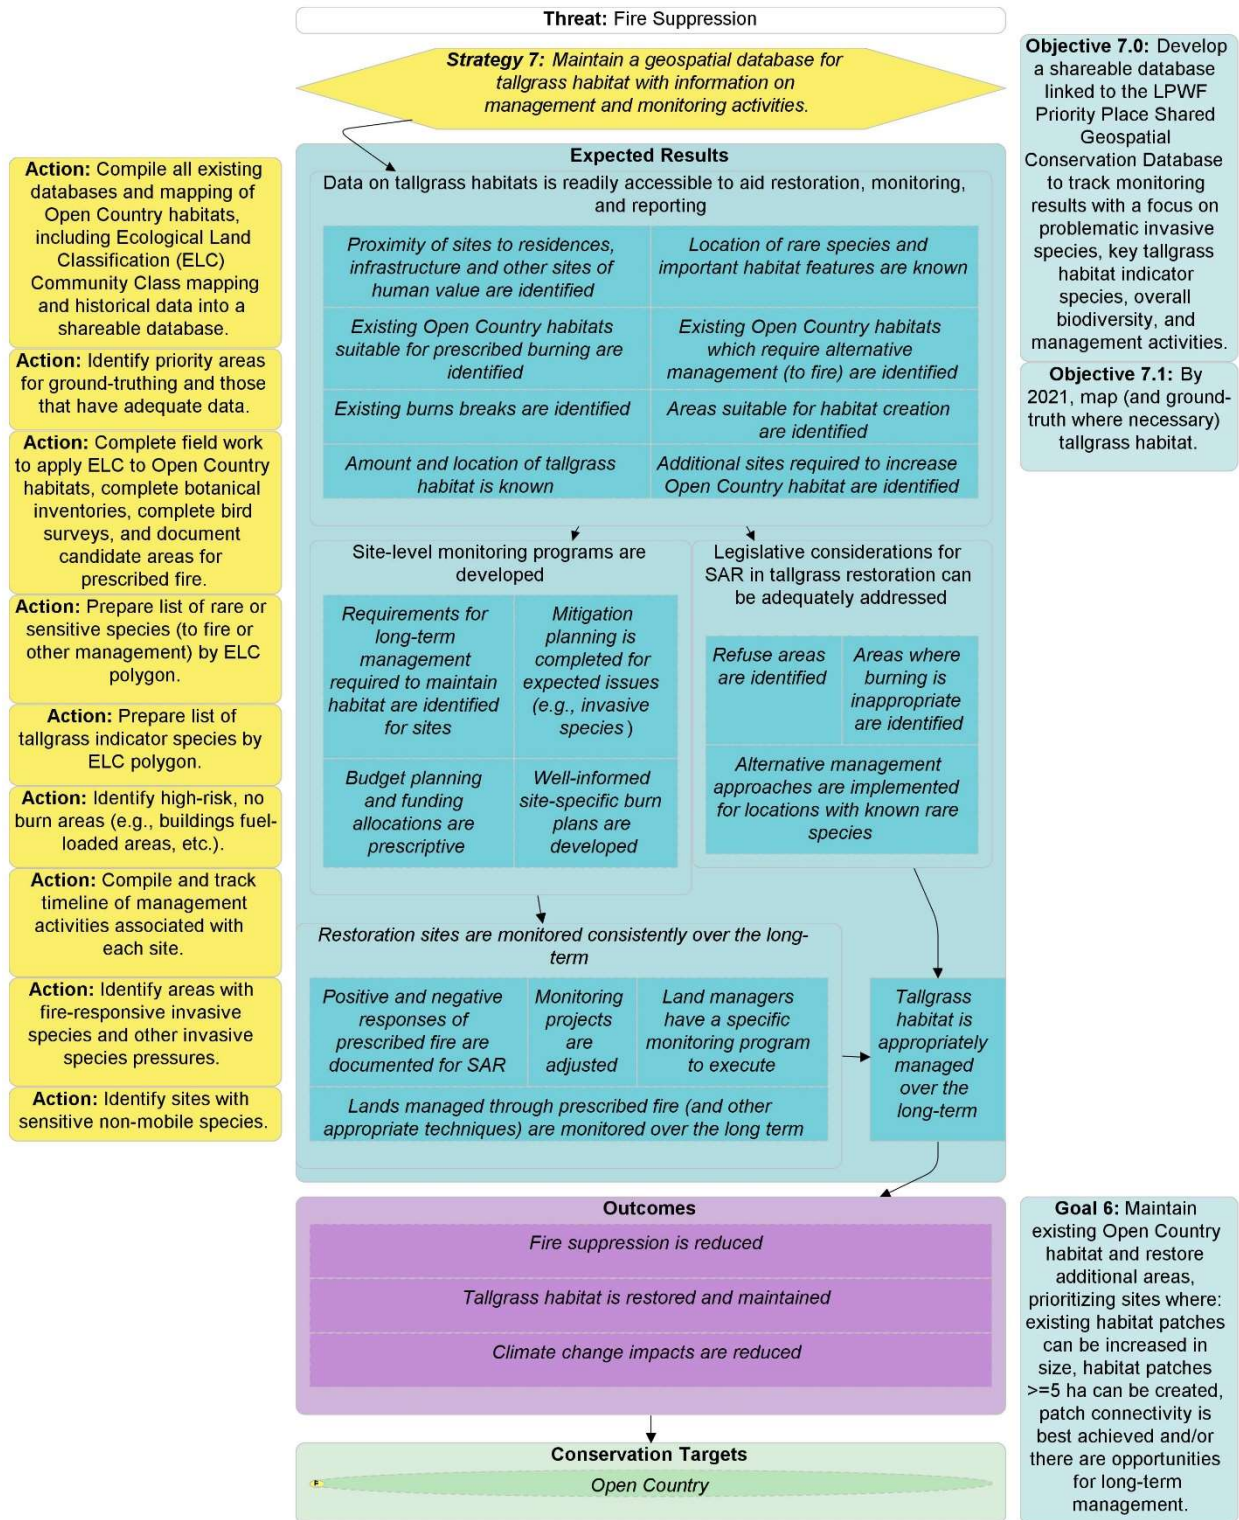 Threat: Fire Suppression
Strategy 7: Maintain a geospatial database for
tallgrass habitat with information on
management and monitoring activities.
Objective 7.0: Develop
a shareable database
linked to the LPWF
Priority Place Shared
Geospatial
Conservation Database
to track monitoring
results with a focus on
problematic invasive
species, key tallgrass
habitat indicator
species, overall
biodiversity, and
management activities.
Objective 7.1: By
2021, map (and ground-
truth where necessary)
tallgrass habitat.
Action: Compile all existing
databases and mapping of
Open Country habitats,
including Ecological Land
Classification (ELC)
Community Class mapping
and historical data into a
shareable database.
Action: Identify priority areas
for ground-truthing and those
that have adequate data.
Action: Complete field work
to apply ELC to Open Country
habitats, complete botanical
inventories, complete bird
surveys, and document
candidate areas for
prescribed fire.
Action: Prepare list of rare or
sensitive species (to fire or
other management) by ELC
polygon.
Action: Prepare list of
tallgrass indicator species by
ELC polygon.
Action: Identify high-risk, no
burn areas (e.g., buildings fuel-
loaded areas, etc.).
Action: Compile and track
timeline of management
activities associated with
each site.
Action: Identify areas with
fire-responsive invasive
species and other invasive
species pressures.
Action: Identify sites with
sensitive non-mobile species.
Expected Results
Data on tallgrass habitats is readily accessible to aid restoration, monitoring,
and reporting
Proximity of sites to residences,
infrastructure and other sites of
human value are identified
Location of rare species and
important habitat features are known
Existing Open Country habitats
suitable for prescribed burning are
identified
Existing Open Country habitats
which require alternative
management (to fire) are identified
Existing burns breaks are identified
Areas suitable for habitat creation
are identified
Amount and location of tallgrass
habitat is known
Additional sites required to increase
Open Country habitat are identified
Site-level monitoring programs are
developed
Requirements for
long-term
management
required to maintain
habitat are identified
for sites
Mitigation
planning is
completed for
expected issues
(e.g., invasive
species )
Budget planning
and funding
allocations are
prescriptive
Well-informed
site-specific burn
plans are
developed
Legislative considerations for
SAR in tallgrass restoration can
be adequately addressed
Refuse areas
are identified
Areas where
burning is
inappropriate
are identified
Alternative management
approaches are implemented
for locations with known rare
species
Restoration sites are monitored consistently over the long-
term
Positive and negative
responses of
prescribed fire are
documented for SAR
Monitoring
projects
are
adjusted
Land managers
have a specific
monitoring program
to execute
Lands managed through prescribed fire (and other
appropriate techniques) are monitored over the long term
Tallgrass
habitat is
appropriately
managed
over the
long-term
Outcomes
Fire suppression is reduced
Tallgrass habitat is restored and maintained
Climate change impacts are reduced
Goal 6: Maintain
existing Open Country
habitat and restore
additional areas,
prioritizing sites where:
existing habitat patches
can be increased in
size, habitat patches
>=5 ha can be created,
patch connectivity is
best achieved and/or
there are opportunities
for long-term
management.
Conservation Targets
Open Country